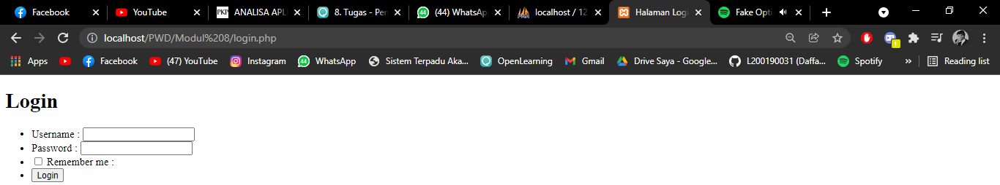 Facebook YouTube ANALISA APL 8. Tugas - Per (44) WhatsAp localhost / 12 Halaman Logi Fake Opti
localhost/PWD/Modul%208/login.php
Apps Facebook (47) YouTube Instagram 44 WhatsApp Sistem Terpadu Aka... OpenLearning Gmail Drive Saya - Google... L200190031 (Daffa... Spotify » Reading list
Login
Username :
Password :
Remember me :
Login